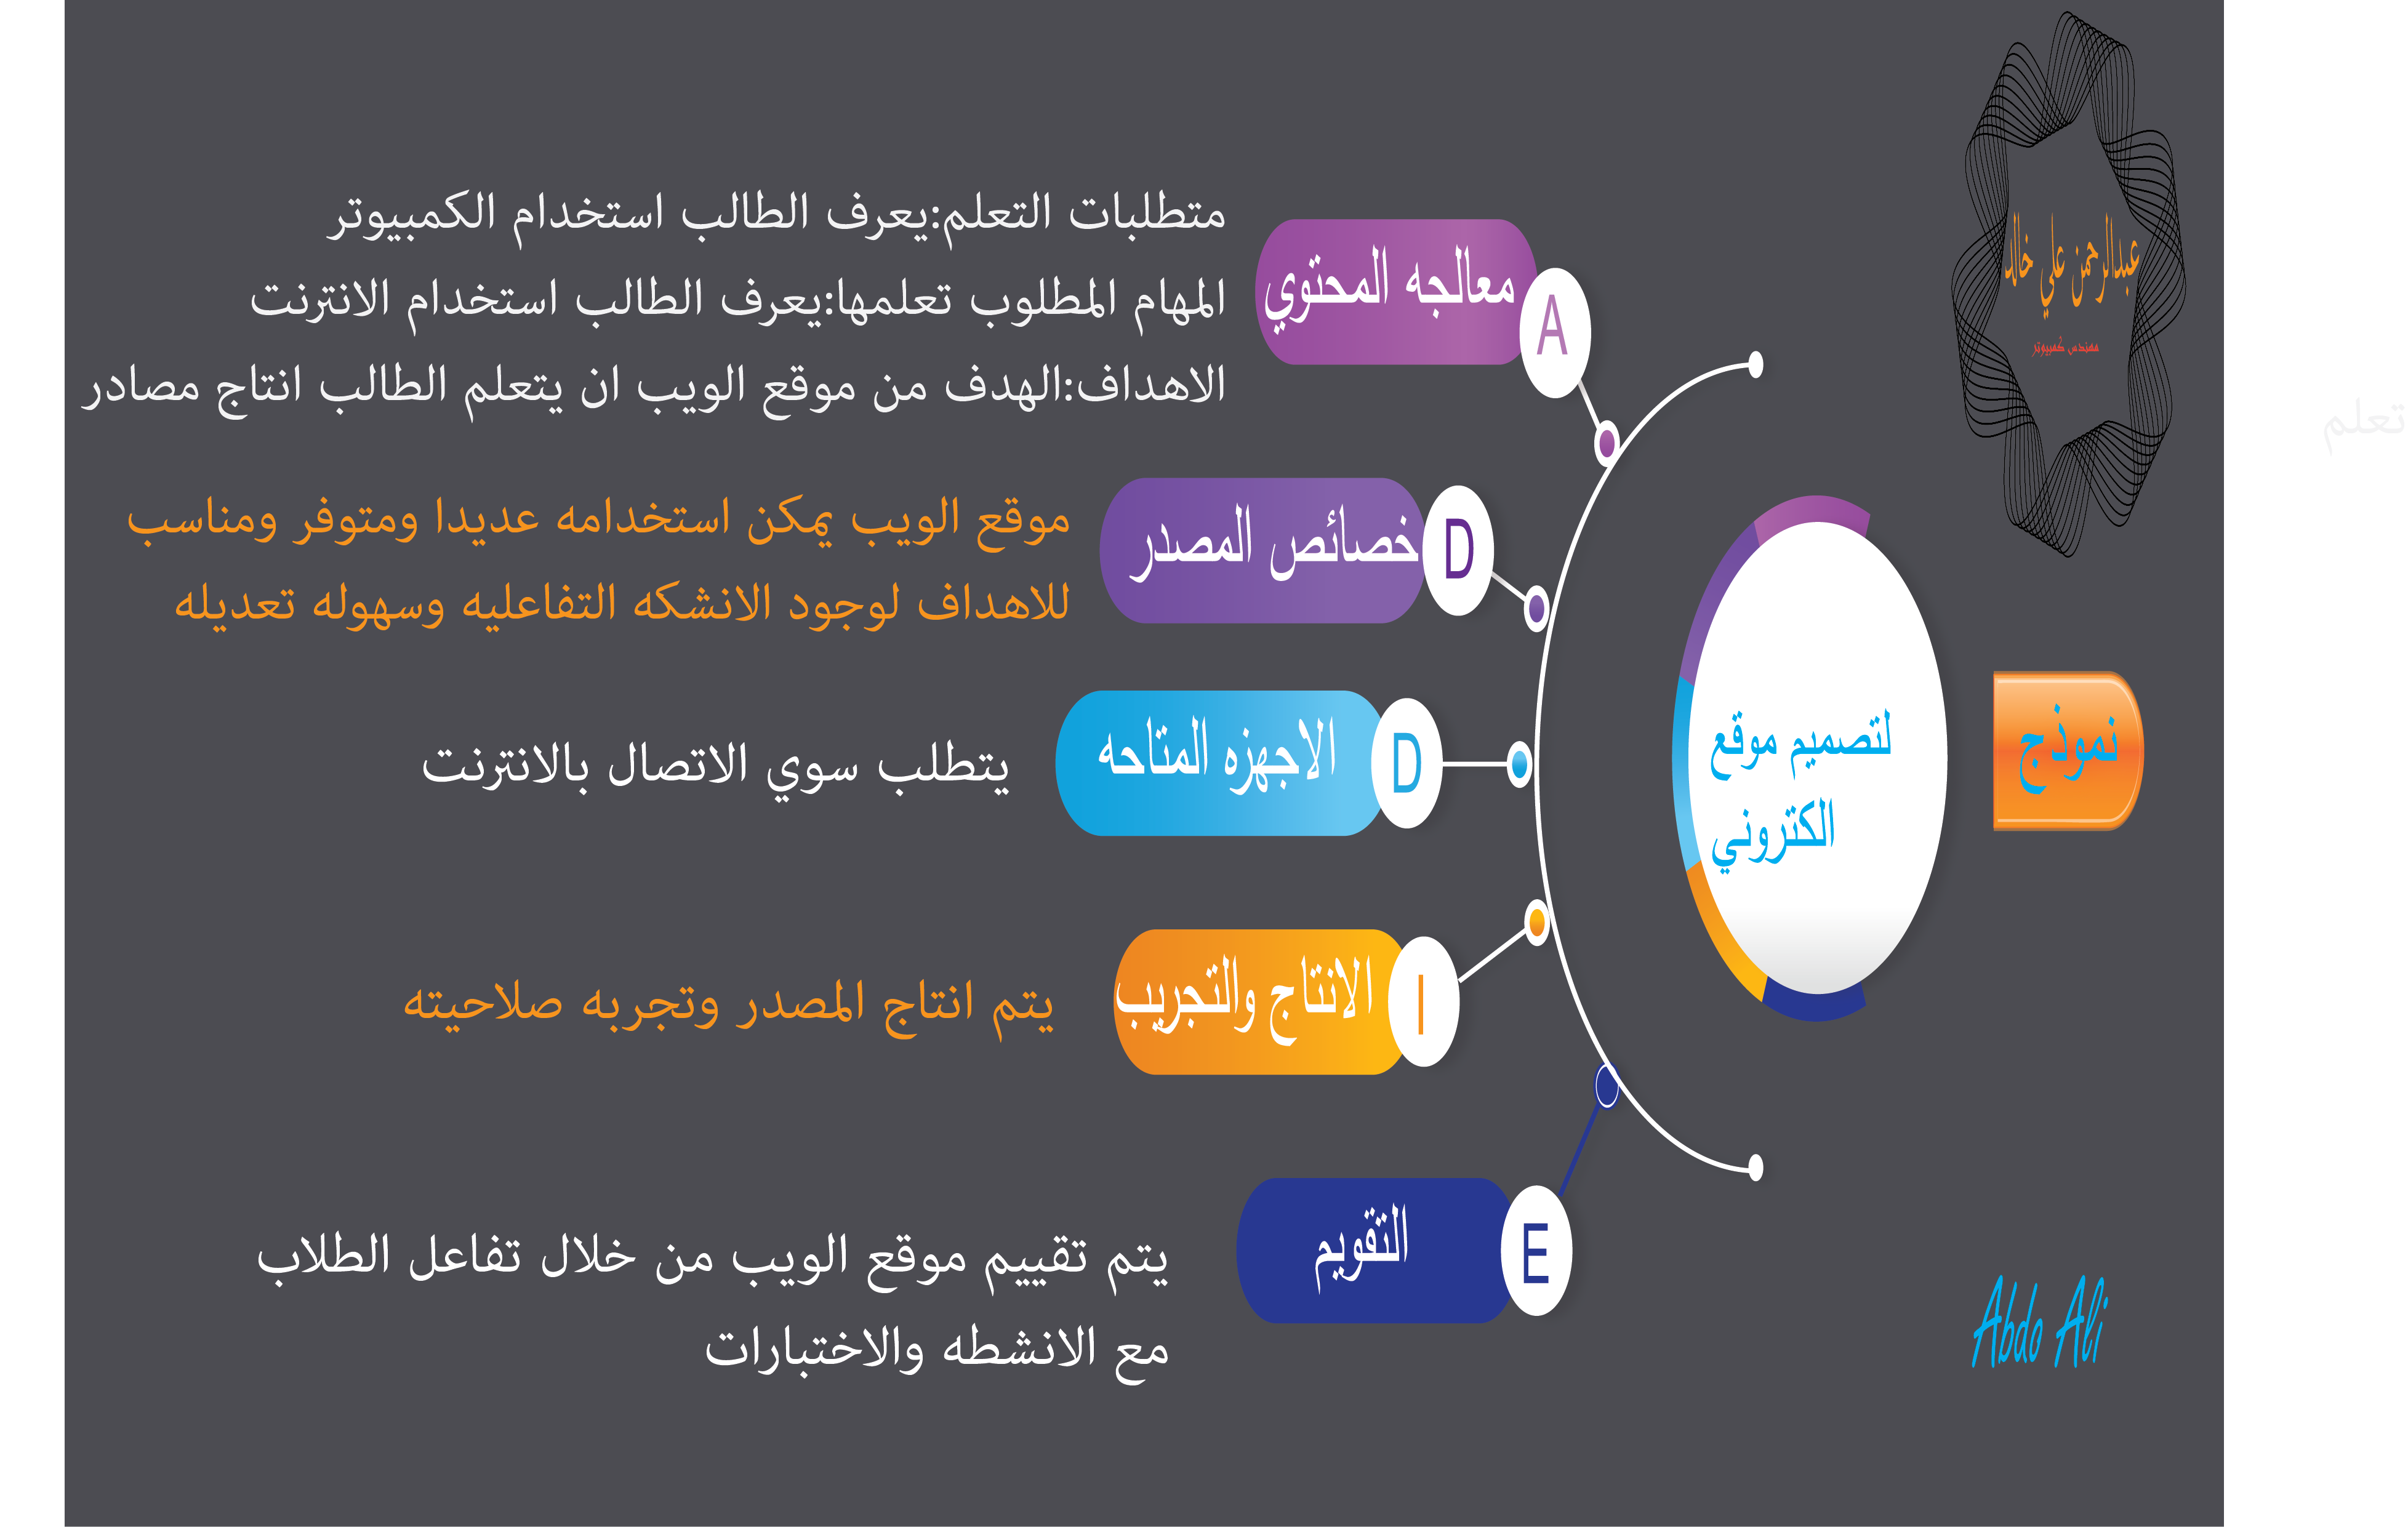 عبدالرحمن علي خالد
مهندس كمبيوتر
نموذج
لتصميم موقع
الكتروني
A
معالجه المحتوي
متطلبات التعلم:يعرف الطالب استخدام الكمبيوتر
المهام المطلوب تعلمها:يعرف الطالب استخدام الانترنت
الاهداف:الهدف من موقع الويب ان يتعلم الطالب انتاج مصادر
تعلم
D
خصائص المصدر
موقع الويب يمكن استخدامه عديدا ومتوفر ومناسب
للاهداف لوجود الانشكه التفاعليه وسهوله تعديله
D
الاجهزه المتاحه
يتطلب سوي الاتصال بالانترنت
I
الانتاج والتجريب
يتم انتاج المصدر وتجربه صلاحيته
E
التقويم
يتم تقييم موقع الويب من خلال تفاعل الطلاب
مع الانشطه والاختبارات
Abdo Ali